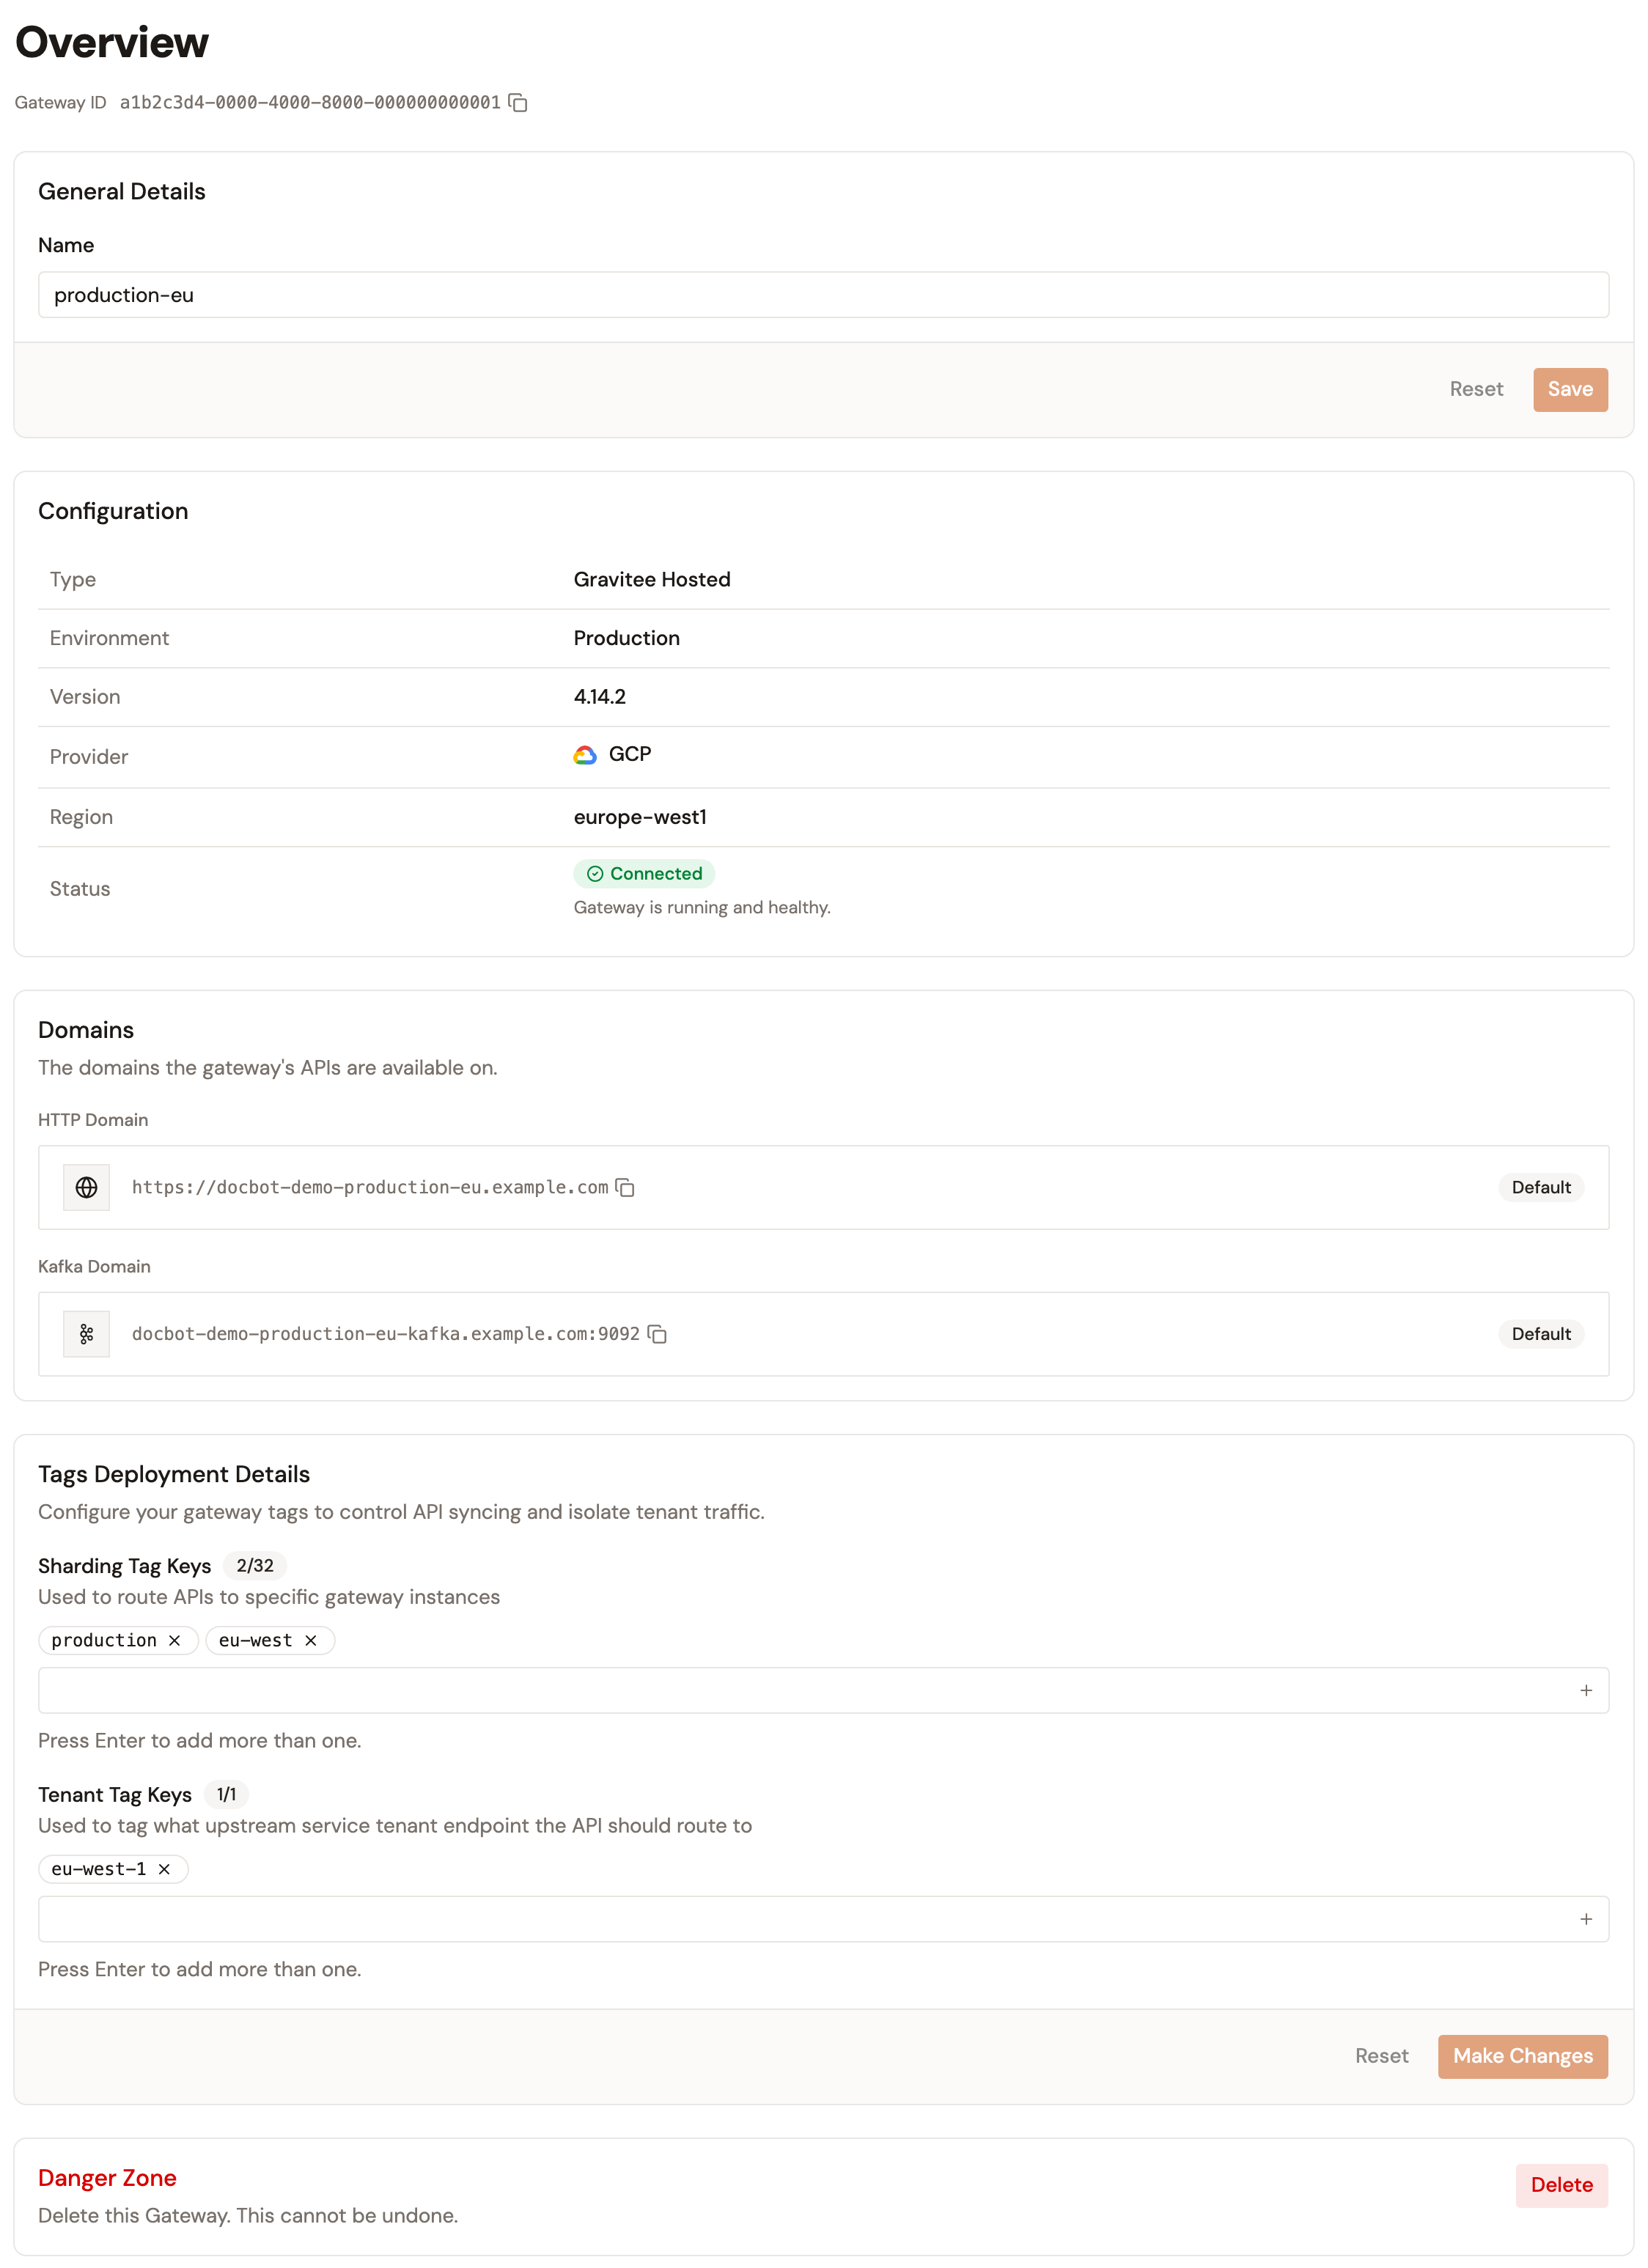 Overview
Gateway ID a1b2c3d4-0000-4000-8000-000000000001
General Details
Name
production-eu
Reset Save
Configuration
Type Gravitee Hosted
Environment Production
Version 4.14.2
Provider GCP
Region europe-west1
Status Connected
Gateway is running and healthy.
Domains
The domains the gateway's APIs are available on.
HTTP Domain
https://docbot-demo-production-eu.example.com Default
Kafka Domain
docbot-demo-production-eu-kafka.example.com:9092 Default
Tags Deployment Details
Configure your gateway tags to control API syncing and isolate tenant traffic.
Sharding Tag Keys 2/32
Used to route APIs to specific gateway instances
production × eu-west ×
+
Press Enter to add more than one.
Tenant Tag Keys 1/1
Used to tag what upstream service tenant endpoint the API should route to
eu-west-1 ×
+
Press Enter to add more than one.
Reset Make Changes
Danger Zone
Delete
Delete this Gateway. This cannot be undone.